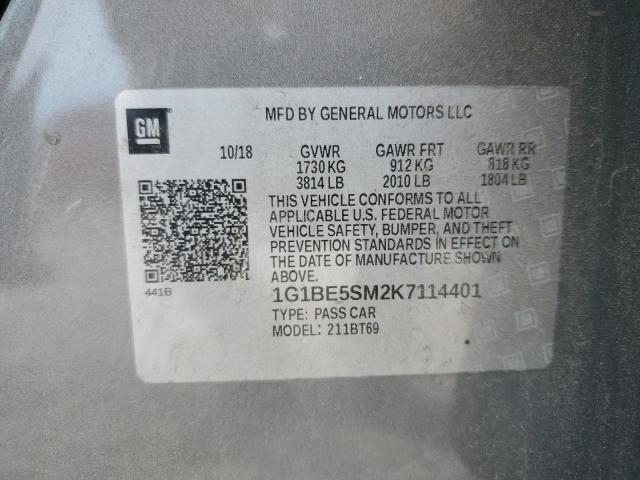 GM
MFD BY GENERAL MOTORS LLC
10/18 GVWR GAWR FRT GAWR RR
1730 KG 912 KG 818 KG
3814 LB 2010 LB 1804 LB
THIS VEHICLE CONFORMS TO ALL
APPLICABLE U.S. FEDERAL MOTOR
VEHICLE SAFETY, BUMPER, AND THEFT
PREVENTION STANDARDS IN EFFECT ON
THE DATE OF MANUFACTURE SHOWN
ABOVE.
441B
1G1BE5SM2K7114401
TYPE: PASS CAR
MODEL: 211BT69